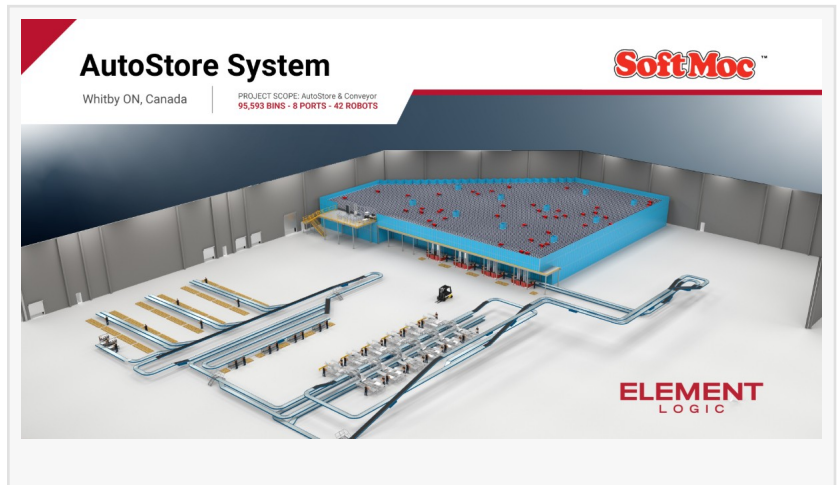 AutoStore System
SoftMoc ™
Whitby ON, Canada
PROJECT SCOPE: AutoStore & Conveyor
95,593 BINS - 8 PORTS - 42 ROBOTS
ELEMENT
LOGIC